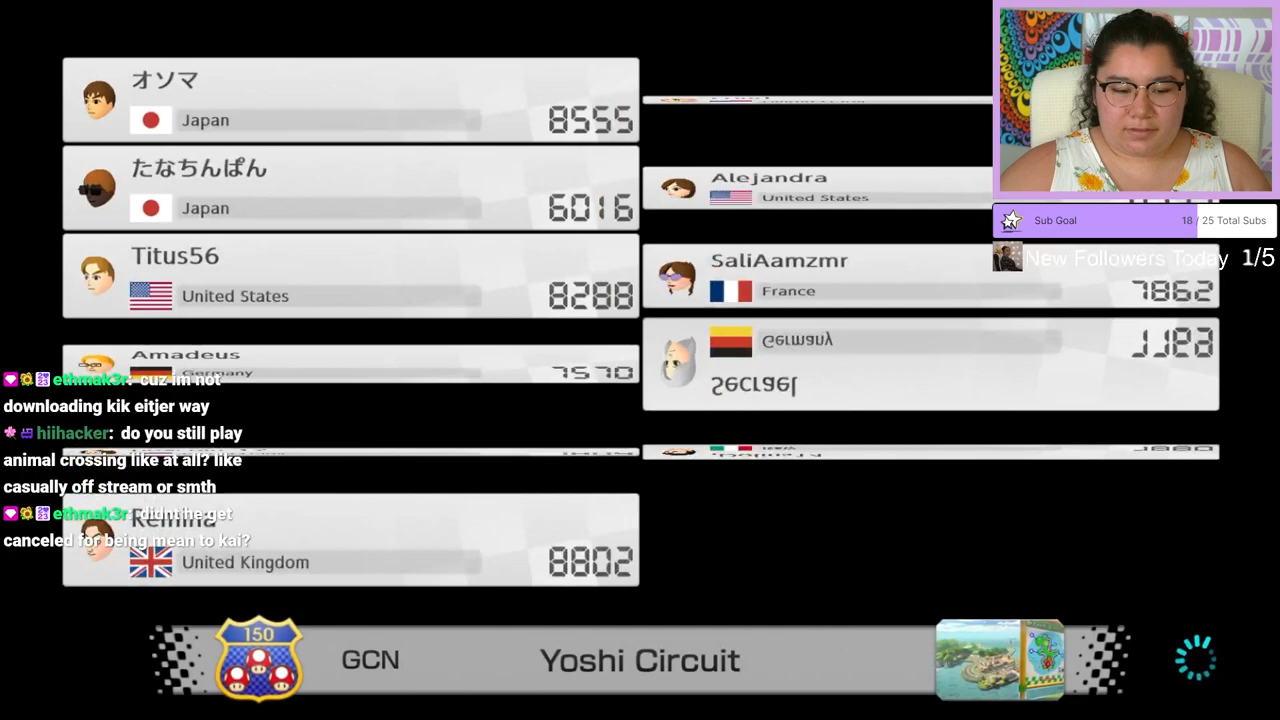 オソマ
Japan
8555
たなちんぱん
Japan
6016
Titus56
United States
8288
Amadeus
Germany
7570
Remina
United Kingdom
8802
Alejandra
United States
SaliAamzmr
France
7862
Germany
Secrael
ethmak3r: cuz im not
downloading kik eitjer way
hiihacker: do you still play
animal crossing like at all? like
casually off stream or smth
ethmak3r: didnt he get
canceled for being mean to kai?
150
GCN
Yoshi Circuit
Sub Goal
18 / 25 Total Subs
New Followers Today 1/5